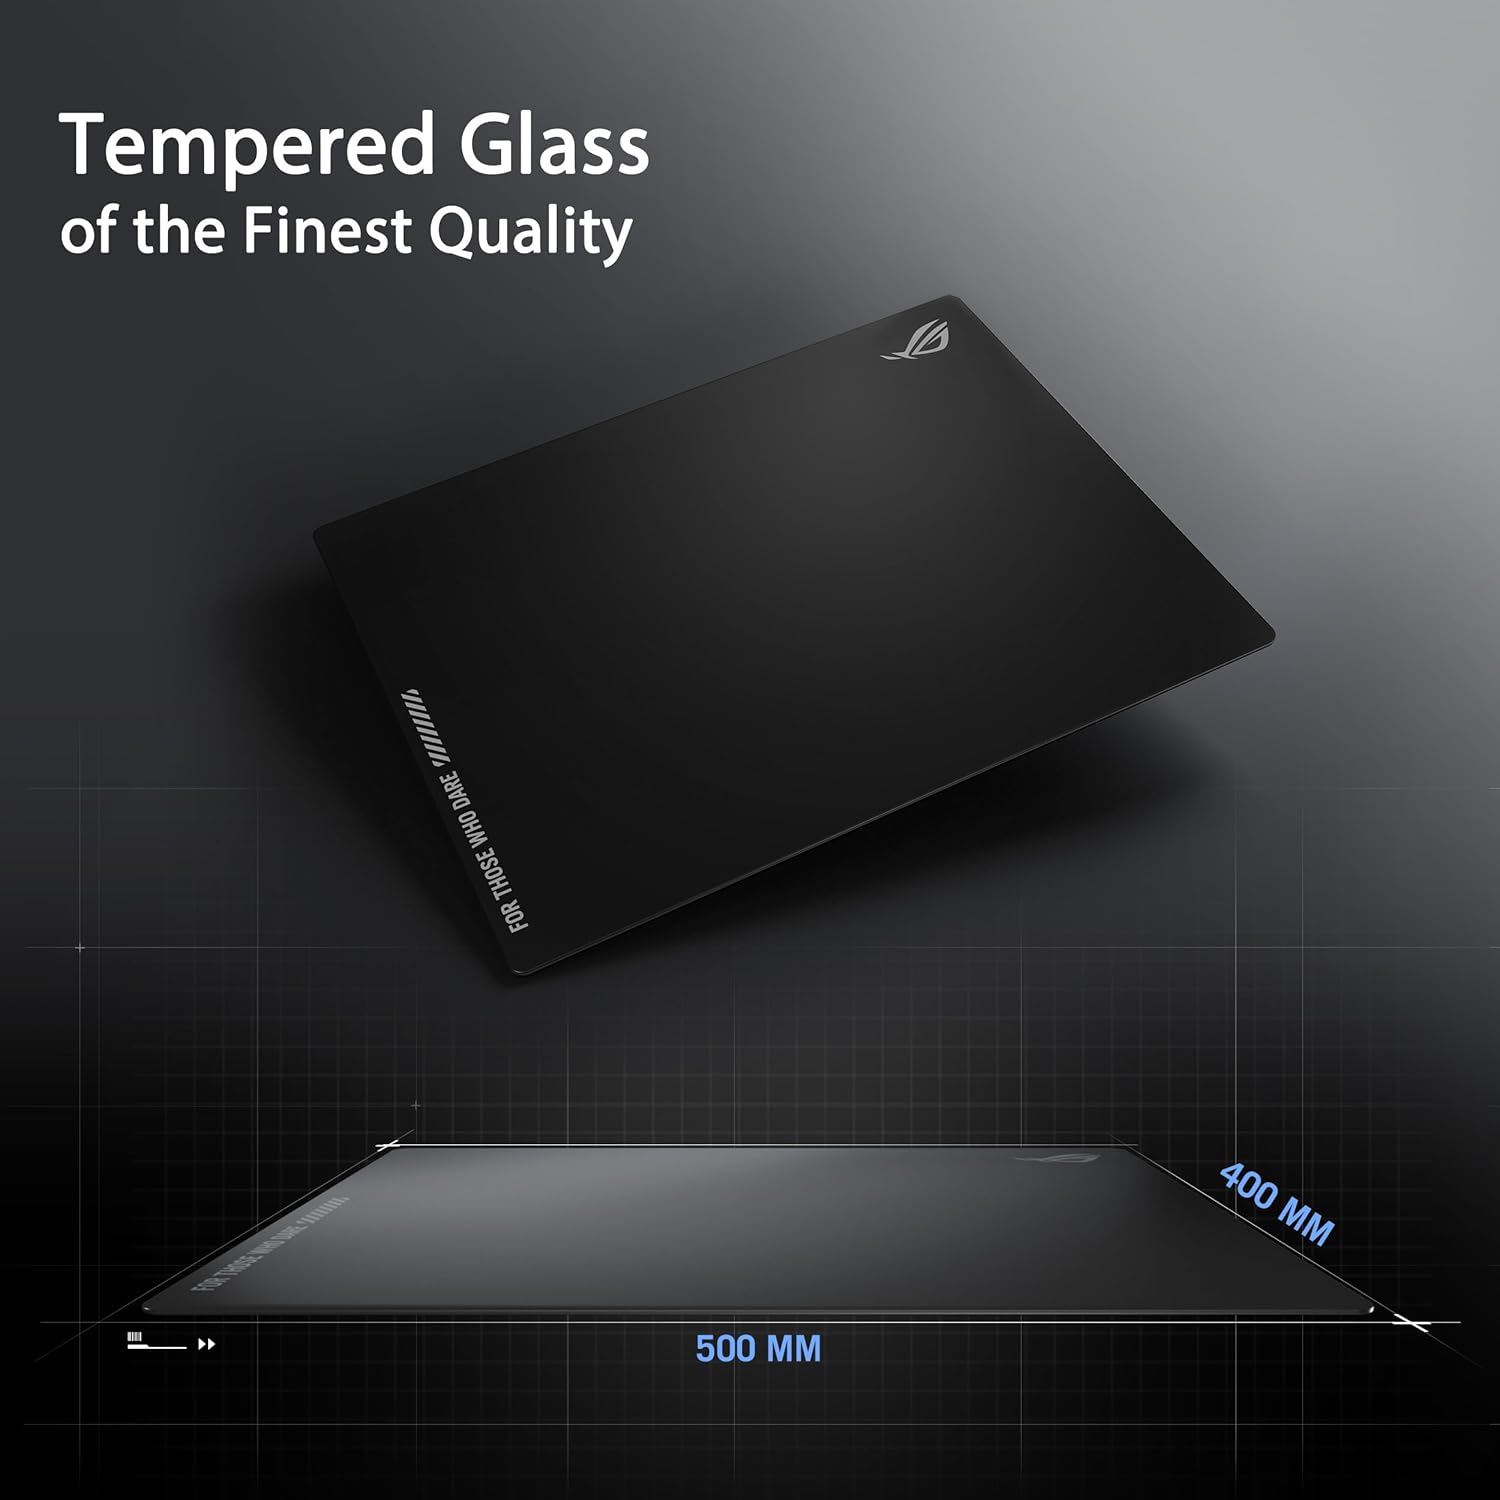 Tempered Glass
of the Finest Quality
FOR THOSE WHO DARE
FOR THOSE WHO DARE
400 MM
500 MM